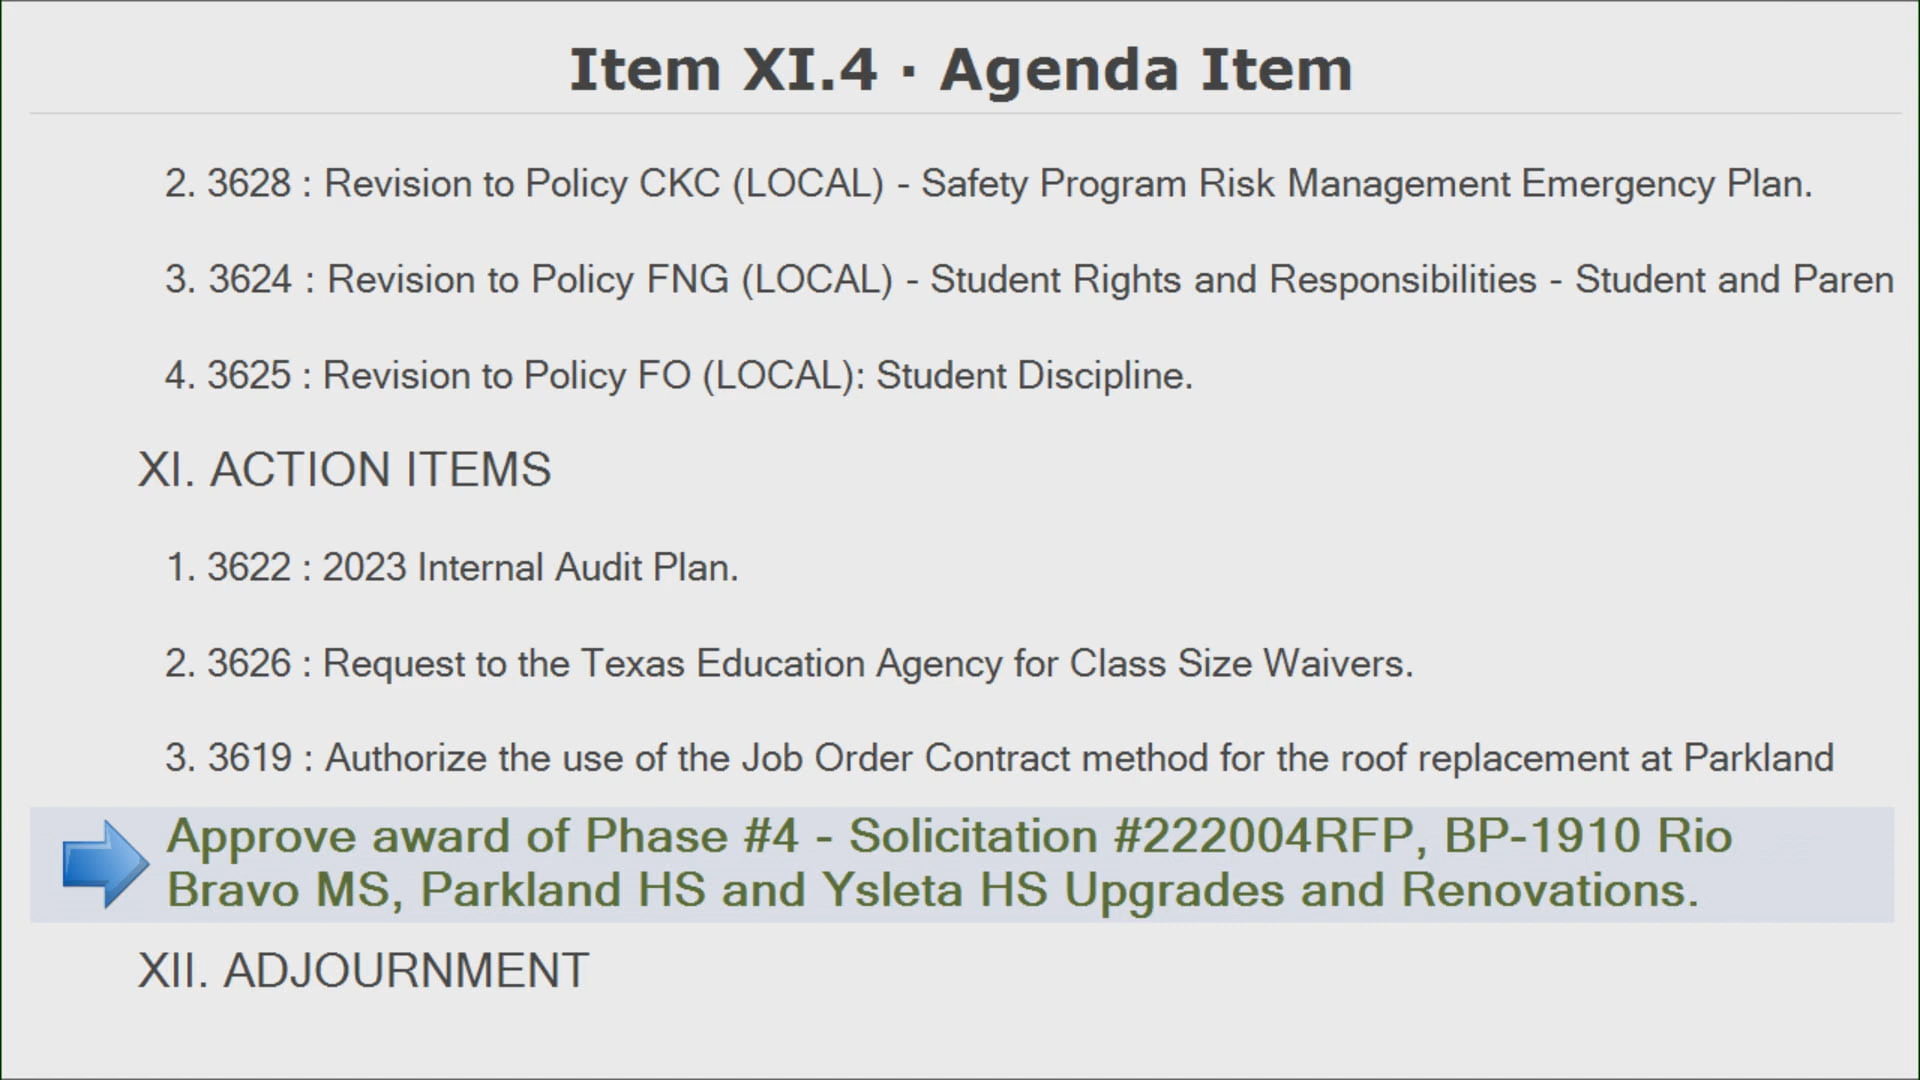 Item XI.4 · Agenda Item
2. 3628 : Revision to Policy CKC (LOCAL) - Safety Program Risk Management Emergency Plan.
3. 3624 : Revision to Policy FNG (LOCAL) - Student Rights and Responsibilities - Student and Paren
4. 3625 : Revision to Policy FO (LOCAL): Student Discipline.
XI. ACTION ITEMS
1. 3622 : 2023 Internal Audit Plan.
2. 3626 : Request to the Texas Education Agency for Class Size Waivers.
3. 3619 : Authorize the use of the Job Order Contract method for the roof replacement at Parkland
Approve award of Phase #4 - Solicitation #222004RFP, BP-1910 Rio
Bravo MS, Parkland HS and Ysleta HS Upgrades and Renovations.
XII. ADJOURNMENT